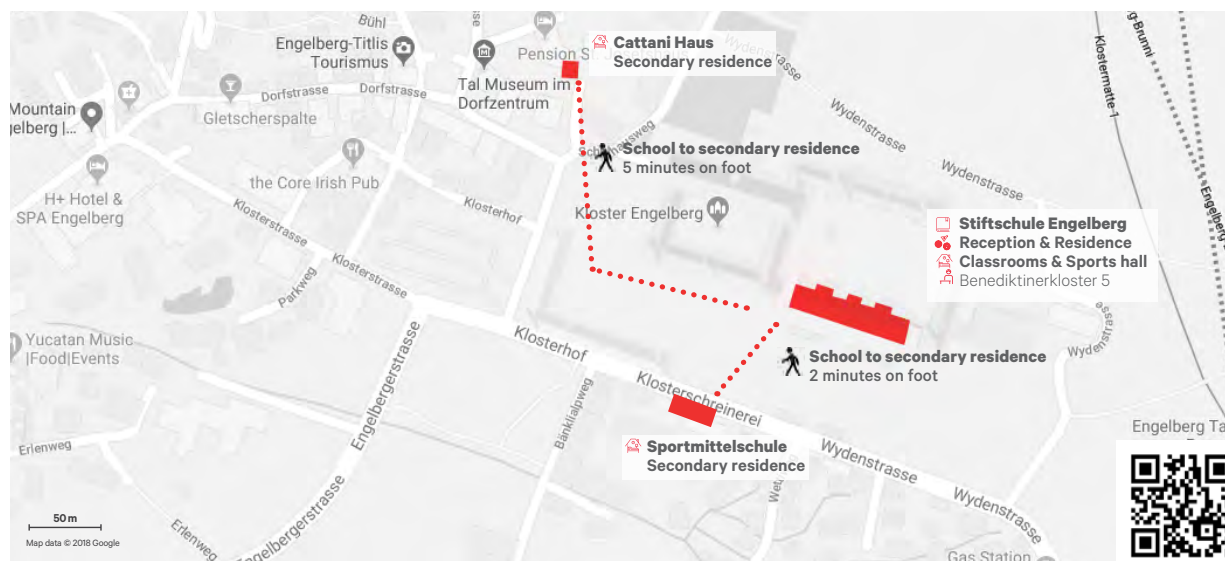 Bühl
Engelberg-Titlis
Tourismus
Pension St.
Cattani Haus
Secondary residence
Wydenstrasse
Tal Museum im
Dorfzentrum
Dorfstrasse
Dorfstrasse
Mountain
gelberg |...
Gletscherspalte
Klostermatte-1
g-Brunni
Engelberg
Wydenstrasse
School to secondary residence
5 minutes on foot
the Core Irish Pub
H+ Hotel &
SPA Engelberg
Klosterstrasse
Klosterhof
Kloster Engelberg
Wydenstrasse
Stiftschule Engelberg
Reception & Residence
Classrooms & Sports hall
Benediktinerkloster 5
Klosterstrasse
Parkweg
Yucatan Music
|Food|Events
Engelbergerstrasse
Klosterhof
Wydenstrasse
School to secondary residence
2 minutes on foot
Klosterschreinerei
Bänklialpweg
Sportmittelschule
Secondary residence
Wydenstrasse
Engelberg Ta
Erlenweg
Wydenstrasse
Engelbergerstrasse
Erlenweg
50 m
Map data © 2018 Google
Gas Station